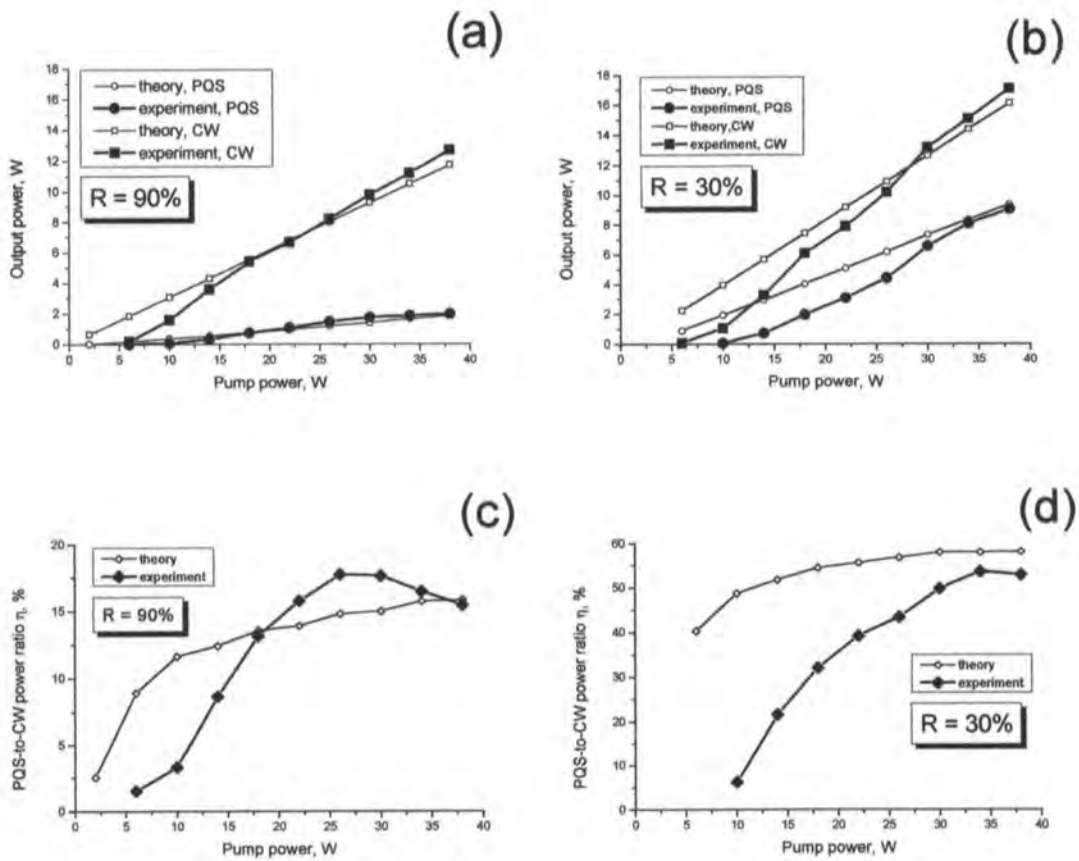 (a)
18
16
14
12
10
8
6
4
2
0
0 5 10 15 20 25 30 35 40
Output power, W
Pump power, W
theory, PQS
experiment, PQS
theory, CW
experiment, CW
R = 90%
(b)
18
16
14
12
10
8
6
4
2
0
0 5 10 15 20 25 30 35 40
Output power, W
Pump power, W
theory, PQS
experiment, PQS
theory,CW
experiment, CW
R = 30%
(c)
20
15
10
5
0
0 5 10 15 20 25 30 35 40
PQS-to-CW power ratio η, %
Pump power, W
theory
experiment
R = 90%
(d)
60
50
40
30
20
10
0
0 5 10 15 20 25 30 35 40
PQS-to-CW power ratio η, %
Pump power, W
theory
experiment
R = 30%